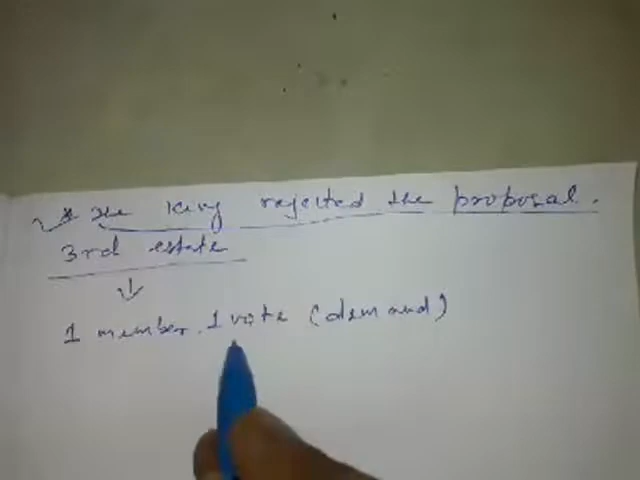 * The king rejected the proposal.
3rd estate
↓
1 member. 1 vote (demand)